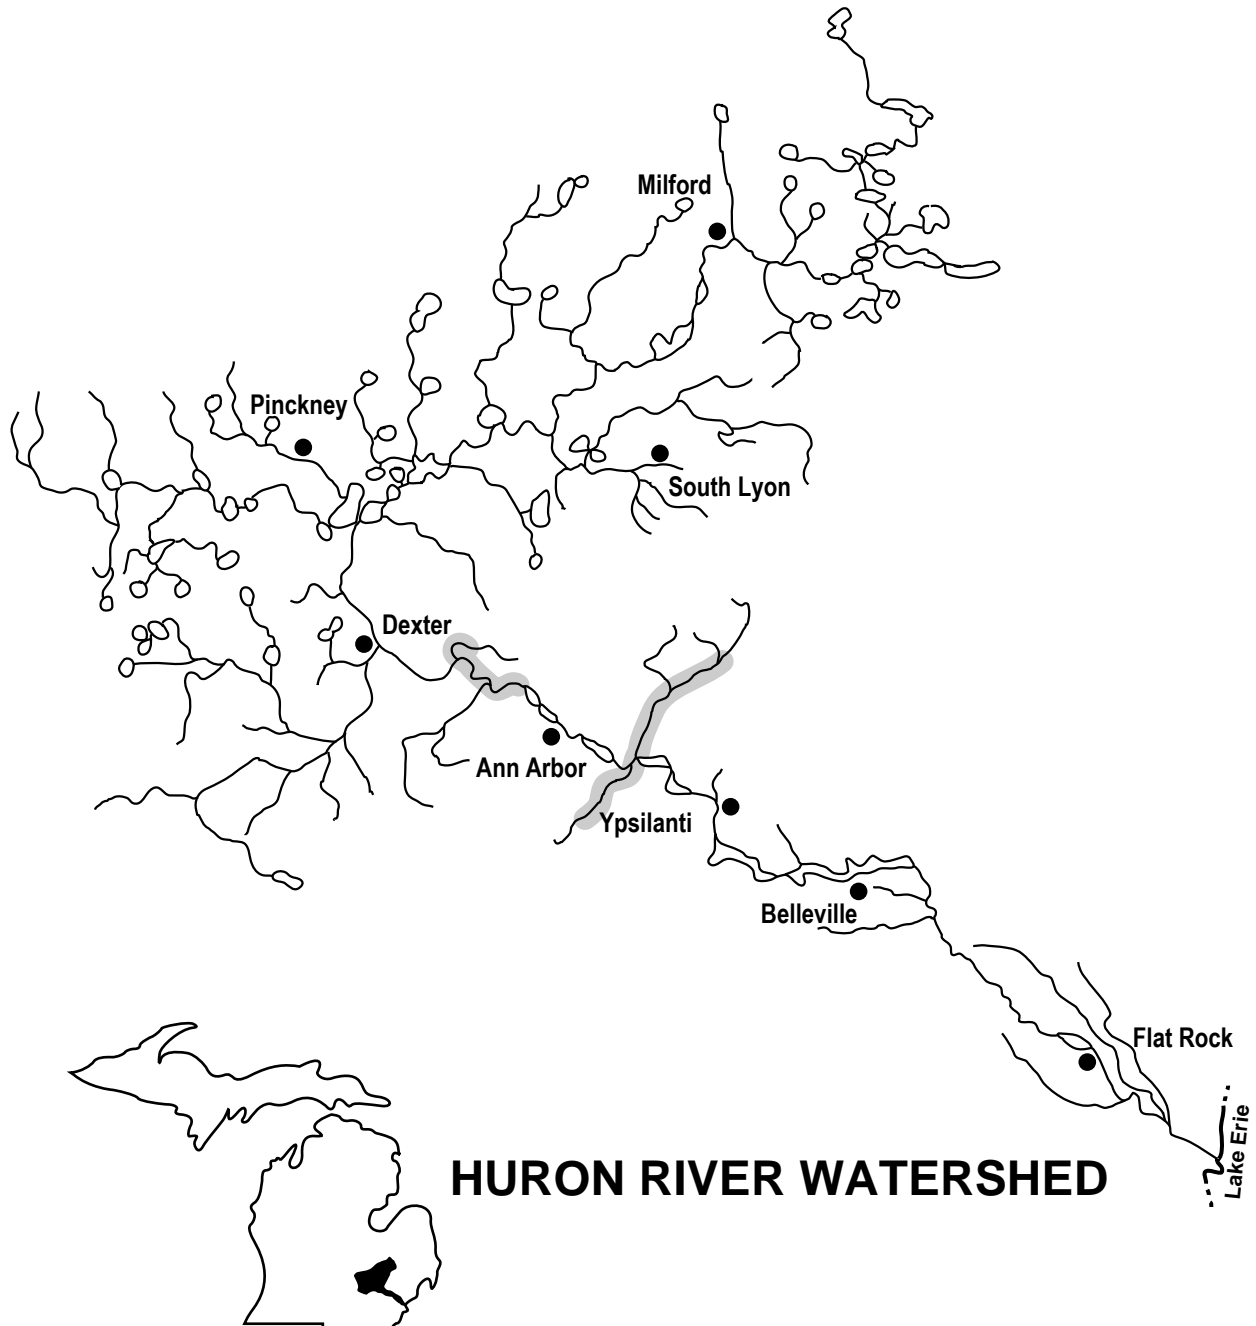 Milford
Pinckney
South Lyon
Dexter
Ann Arbor
Ypsilanti
Belleville
Flat Rock
Lake Erie
HURON RIVER WATERSHED